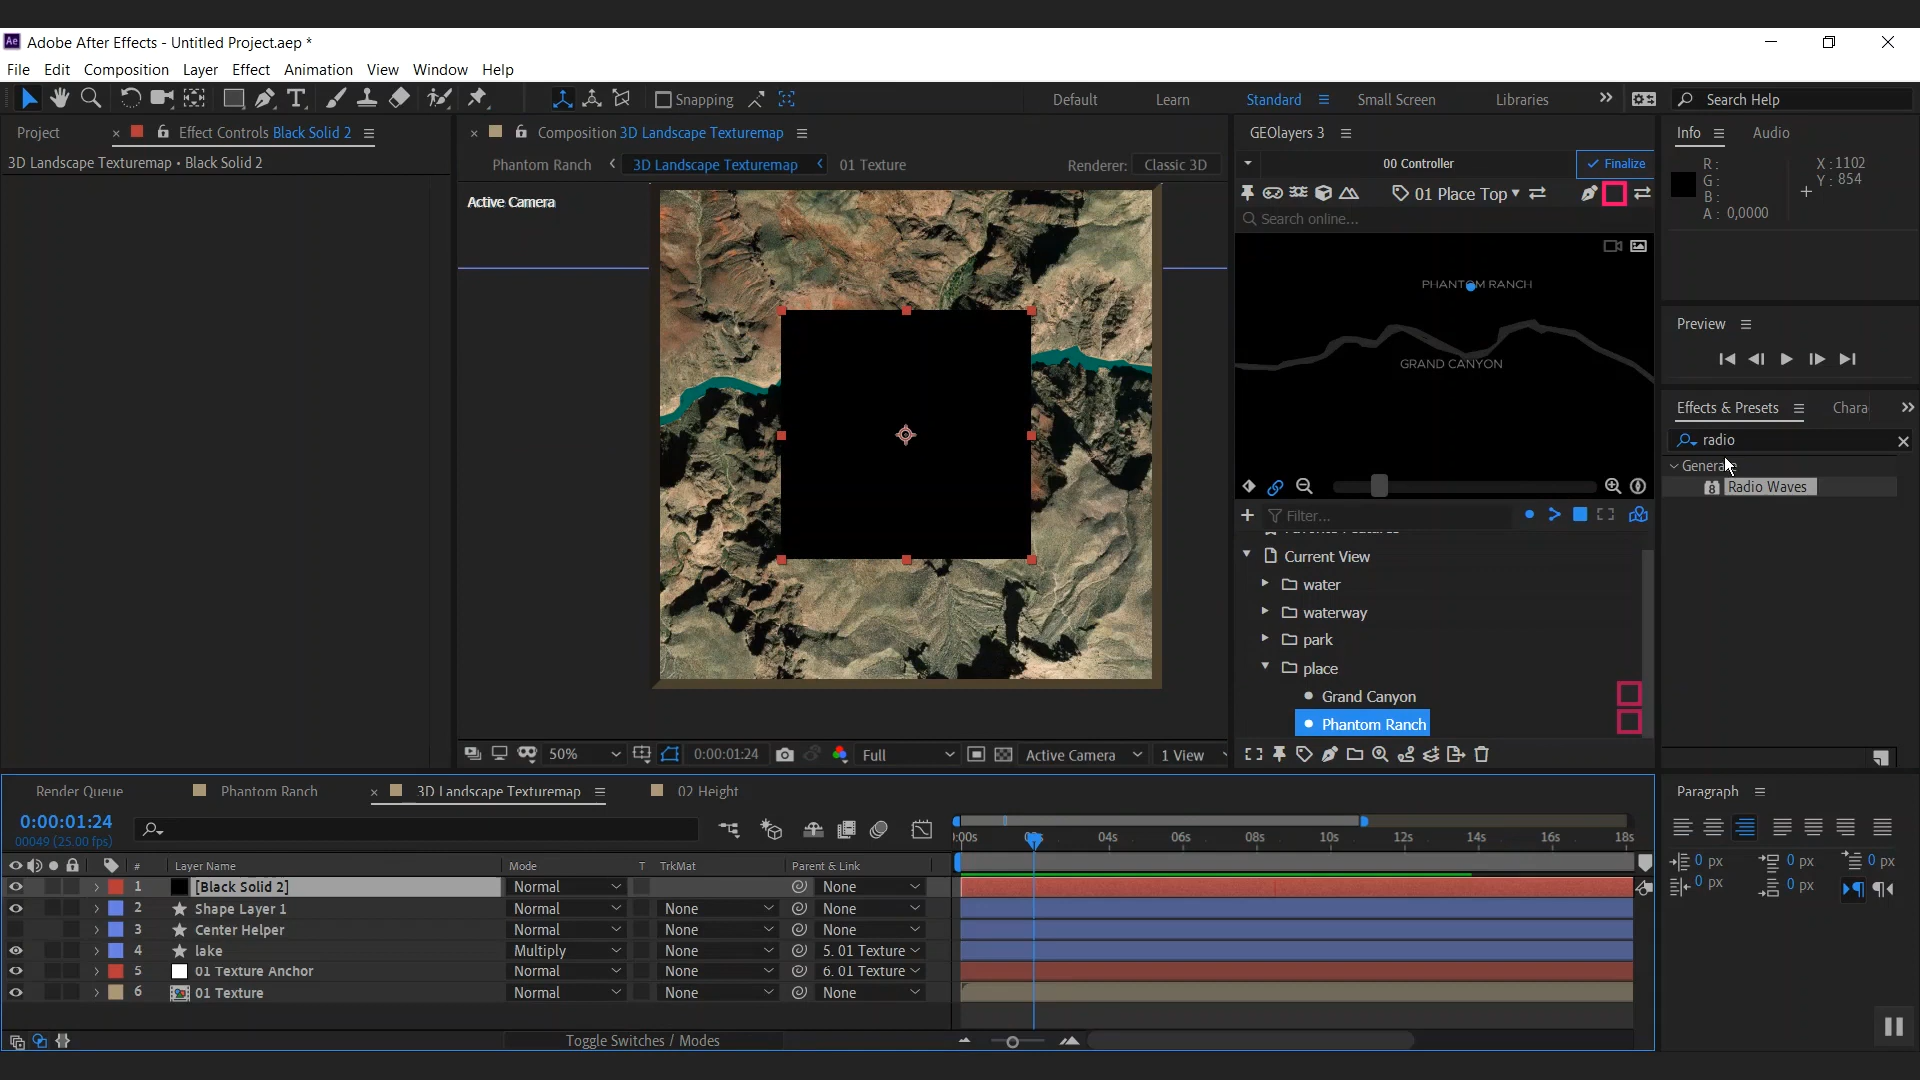 Ae Adobe After Effects - Untitled Project.aep *
File Edit Composition Layer Effect Animation View Window Help
Snapping Default Learn Standard Small Screen Libraries Search Help
Project Effect Controls Black Solid 2
3D Landscape Texturemap • Black Solid 2
Composition 3D Landscape Texturemap
Phantom Ranch 3D Landscape Texturemap 01 Texture Renderer: Classic 3D
Active Camera
GEOlayers 3
00 Controller Finalize
01 Place Top
Search online...
PHANTOM RANCH
GRAND CANYON
Filter...
Current View
water
waterway
park
place
Grand Canyon
Phantom Ranch
Info Audio
R: X : 1102
G: Y : 854
B:
A: 0,0000
Preview
Effects & Presets Chara
radio
Generate
8 Radio Waves
50% 0:00:01:24 Full Active Camera 1 View
Render Queue Phantom Ranch 3D Landscape Texturemap 02 Height
0:00:01:24
00049 (25.00 fps)
):00s 04s 06s 08s 10s 12s 14s 16s 18s
# Layer Name Mode T TrkMat Parent & Link
1 [Black Solid 2] Normal None
2 Shape Layer 1 Normal None None
3 Center Helper Normal None None
4 lake Multiply None 5. 01 Texture
5 01 Texture Anchor Normal None 6. 01 Texture
6 01 Texture Normal None None
Toggle Switches / Modes
Paragraph
0 px 0 px 0 px
0 px 0 px